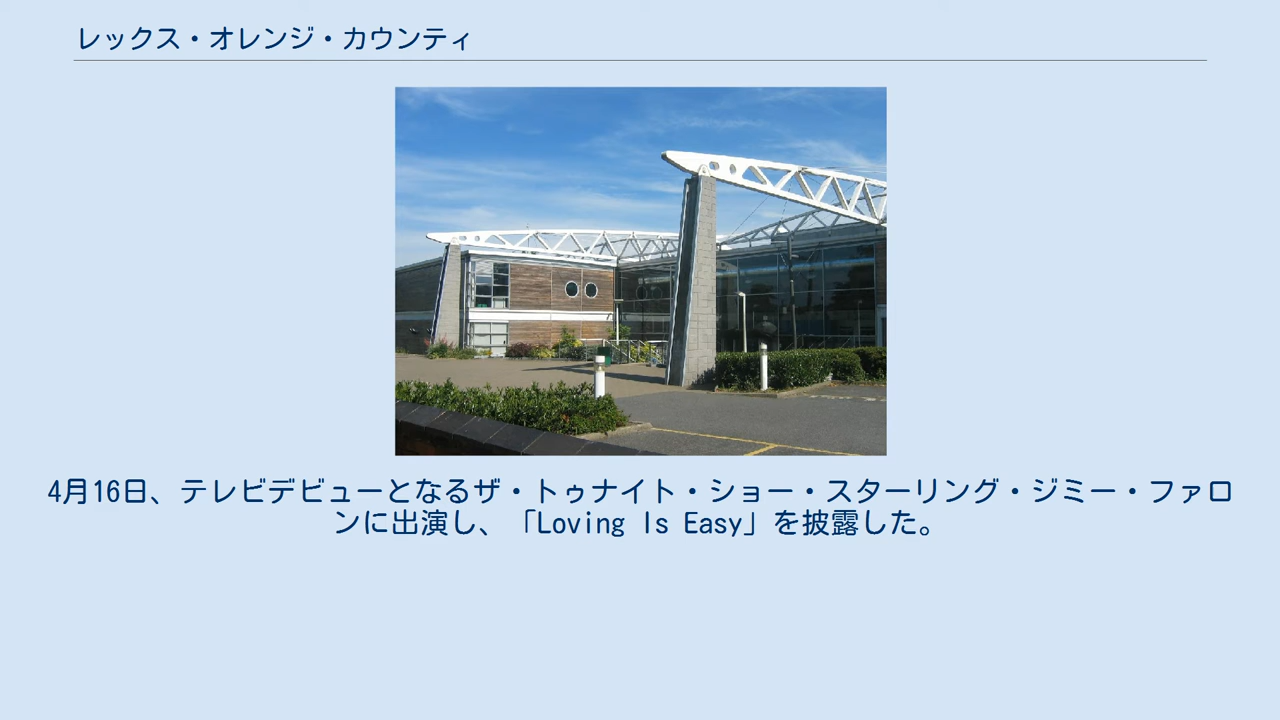 レックス・オレンジ・カウンティ
4月16日、テレビデビューとなるザ・トゥナイト・ショー・スターリング・ジミー・ファロ
ンに出演し、「Loving Is Easy」を披露した。